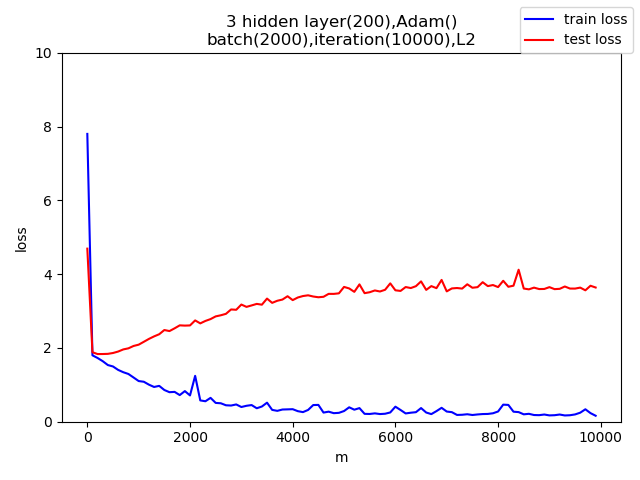 3 hidden layer(200),Adam()
batch(2000),iteration(10000),L2
train loss
test loss
10
8
6
4
2
0
loss
0 2000 4000 6000 8000 10000
m